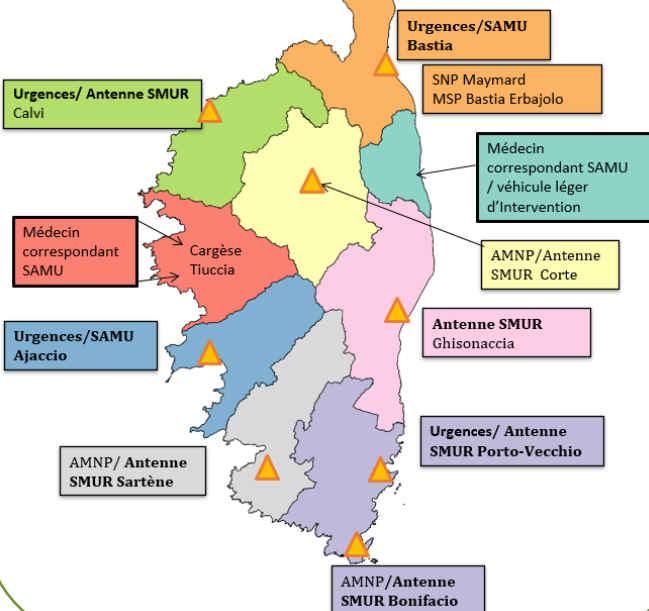 Urgences/SAMU
Bastia
SNP Maymard
MSP Bastia Erbajolo
Urgences/ Antenne SMUR
Calvi
Médecin
correspondant SAMU
/ véhicule léger
d’Intervention
Médecin
correspondant
SAMU
Cargèse
Tiuccia
AMNP/Antenne
SMUR Corte
Antenne SMUR
Ghisonaccia
Urgences/SAMU
Ajaccio
Urgences/ Antenne
SMUR Porto-Vecchio
AMNP/ Antenne
SMUR Sartène
AMNP/Antenne
SMUR Bonifacio